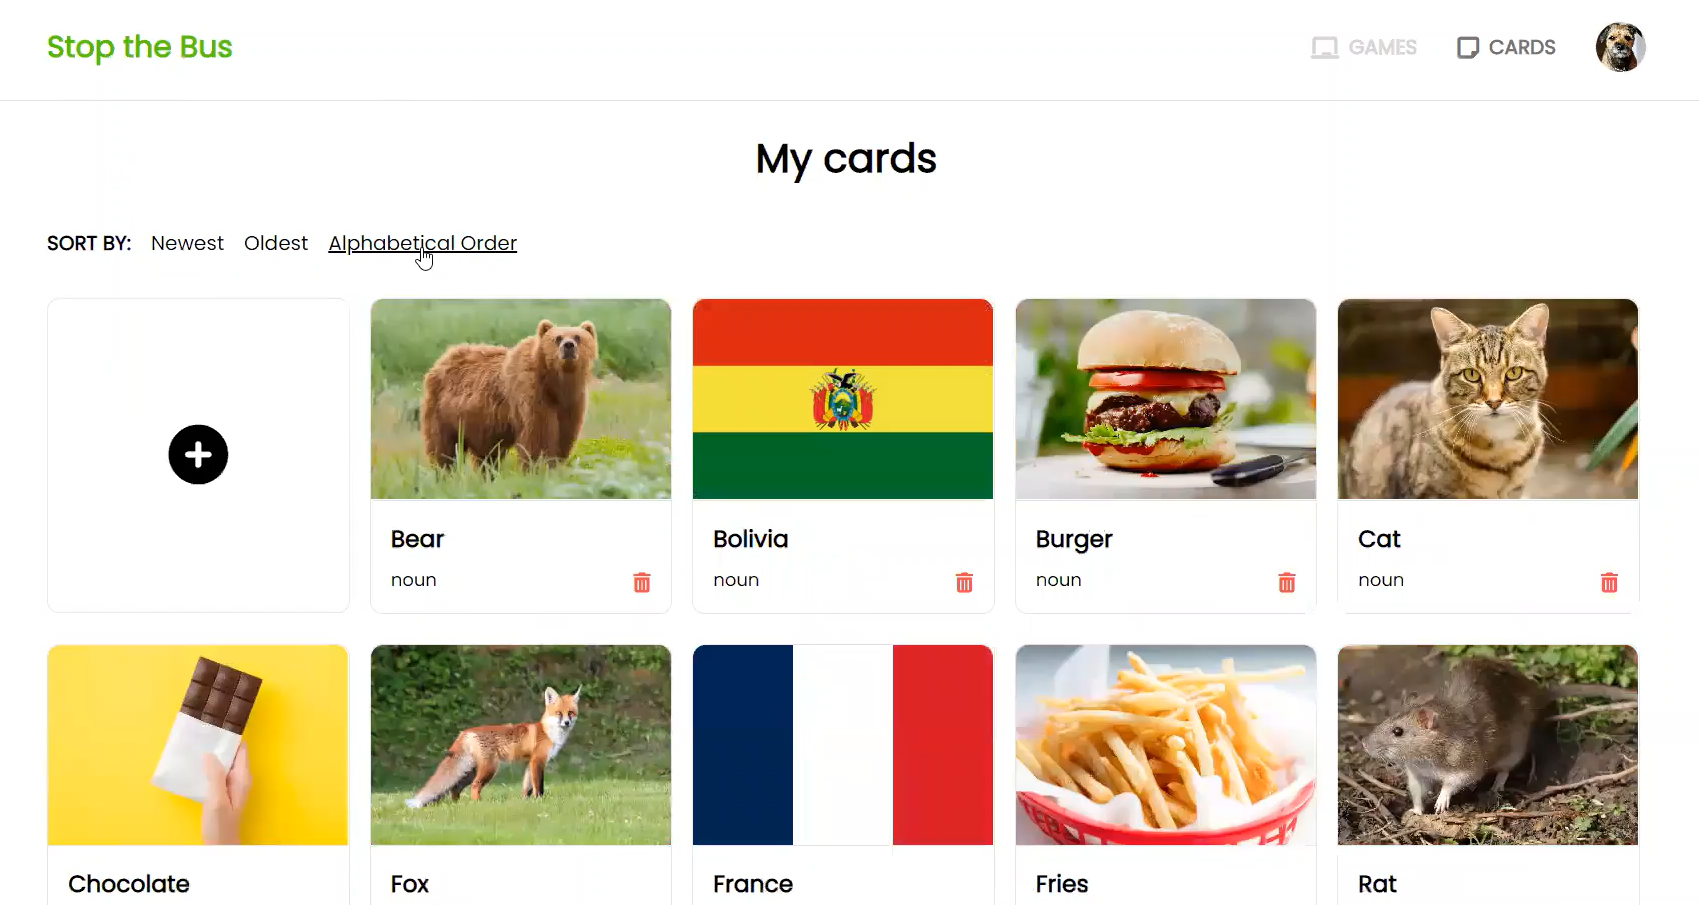 Stop the Bus
GAMES
CARDS
My cards
SORT BY: Newest Oldest Alphabetical Order
Bear
noun
Bolivia
noun
Burger
noun
Cat
noun
Chocolate
Fox
France
Fries
Rat